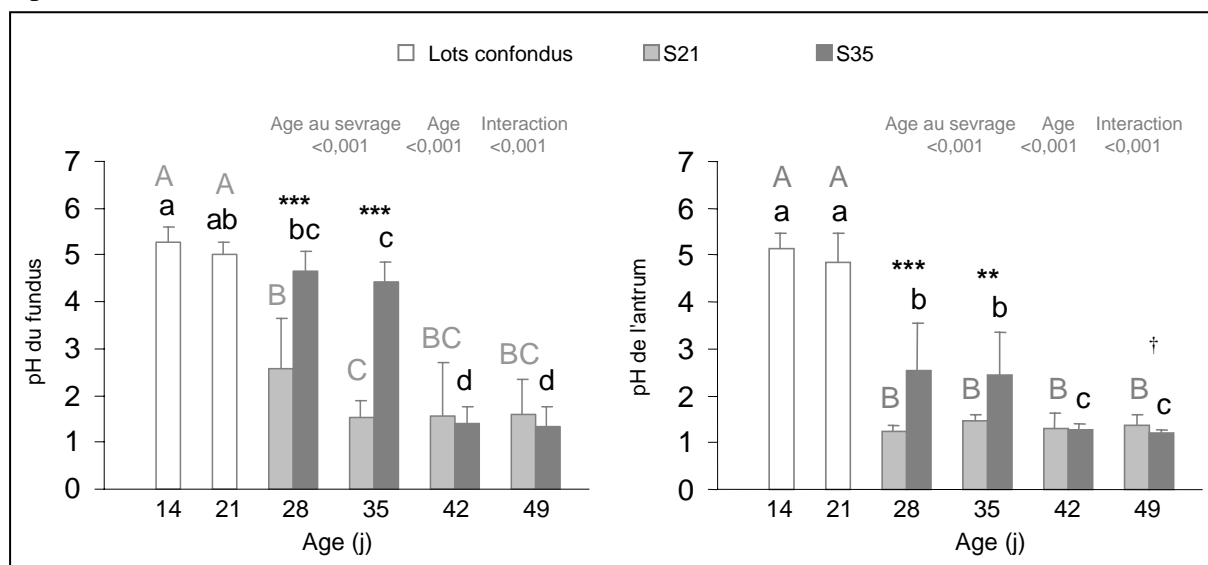 Lots confondus S21 S35
Age au sevrage Age Interaction
<0,001 <0,001 <0,001
7
6
5
4
3
2
1
0
pH du fundus
A A
a ab
*** ***
bc c
B C BC BC
d d
14 21 28 35 42 49
Age (j)
Age au sevrage Age Interaction
<0,001 <0,001 <0,001
7
6
5
4
3
2
1
0
pH de l'antrum
A A
a a
*** **
b b
†
B B B B
c c
14 21 28 35 42 49
Age (j)